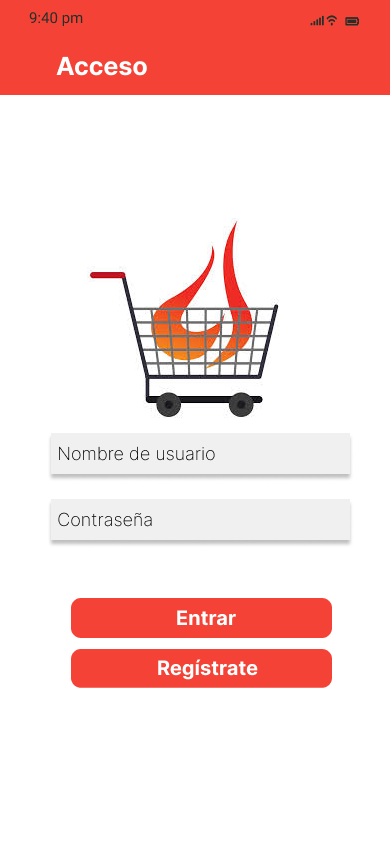 9:40 pm
Acceso
Nombre de usuario
Contraseña
Entrar
Regístrate